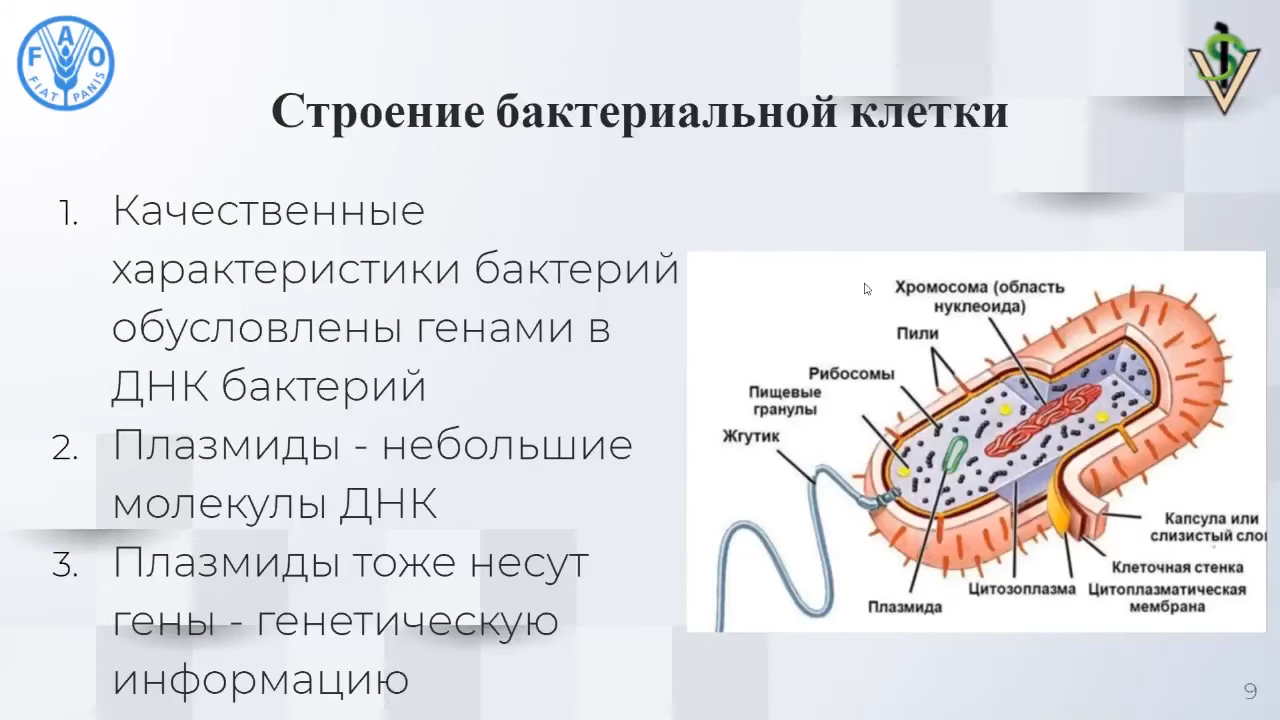 FAO
FIAT PANIS
Строение бактериальной клетки
1. Качественные
характеристики бактерий
обусловлены генами в
ДНК бактерий
2. Плазмиды - небольшие
молекулы ДНК
3. Плазмиды тоже несут
гены - генетическую
информацию
Хромосома (область
нуклеоида)
Пили
Рибосомы
Пищевые
гранулы
Жгутик
Капсула или
слизистый сло
Клеточная стенка
Цитозоплазма
Цитоплазматическая
мембрана
Плазмида
9